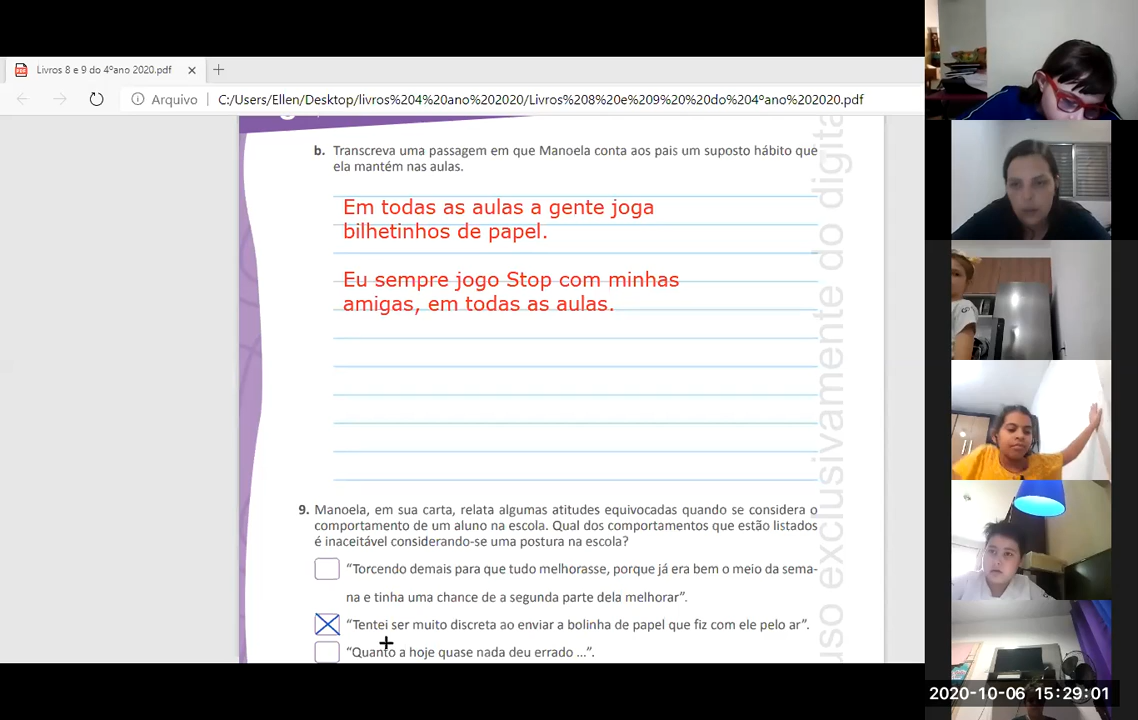 Livros 8 e 9 do 4ºano 2020.pdf
Arquivo
C:/Users/Ellen/Desktop/livros%204%20ano%202020/Livros%208%20e%209%20%20do%204ºano%202020.pdf
b. Transcreva uma passagem em que Manoela conta aos pais um suposto hábito que
ela mantém nas aulas.
Em todas as aulas a gente joga
bilhetinhos de papel.
Eu sempre jogo Stop com minhas
amigas, em todas as aulas.
9. Manoela, em sua carta, relata algumas atitudes equivocadas quando se considera o
comportamento de um aluno na escola. Qual dos comportamentos que estão listados
é inaceitável considerando-se uma postura na escola?
“Torcendo demais para que tudo melhorasse, porque já era bem o meio da sema-
na e tinha uma chance de a segunda parte dela melhorar”.
“Tentei ser muito discreta ao enviar a bolinha de papel que fiz com ele pelo ar”.
“Quanto a hoje quase nada deu errado ...”.
uso exclusivamente do digita
2020-10-06 15:29:01